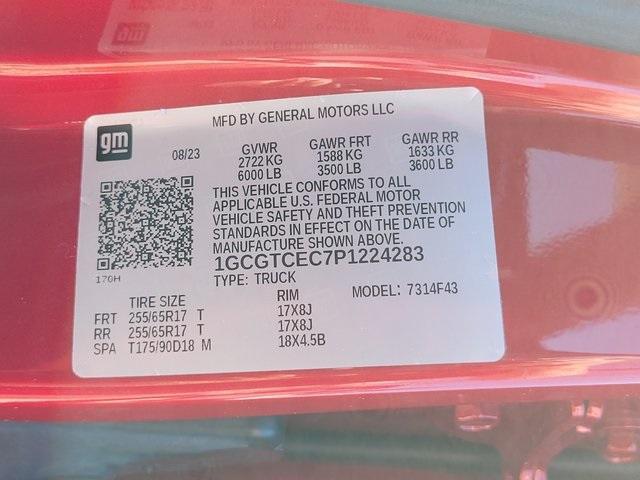 MFD BY GENERAL MOTORS LLC
gm
08/23
GVWR GAWR FRT GAWR RR
2722 KG 1588 KG 1633 KG
6000 LB 3500 LB 3600 LB
THIS VEHICLE CONFORMS TO ALL
APPLICABLE U.S. FEDERAL MOTOR
VEHICLE SAFETY AND THEFT PREVENTION
STANDARDS IN EFFECT ON THE DATE OF
MANUFACTURE SHOWN ABOVE.
1GCGTCEC7P1224283
170H
TYPE: TRUCK
TIRE SIZE RIM MODEL: 7314F43
FRT 255/65R17 T 17X8J
RR 255/65R17 T 17X8J
SPA T175/90D18 M 18X4.5B